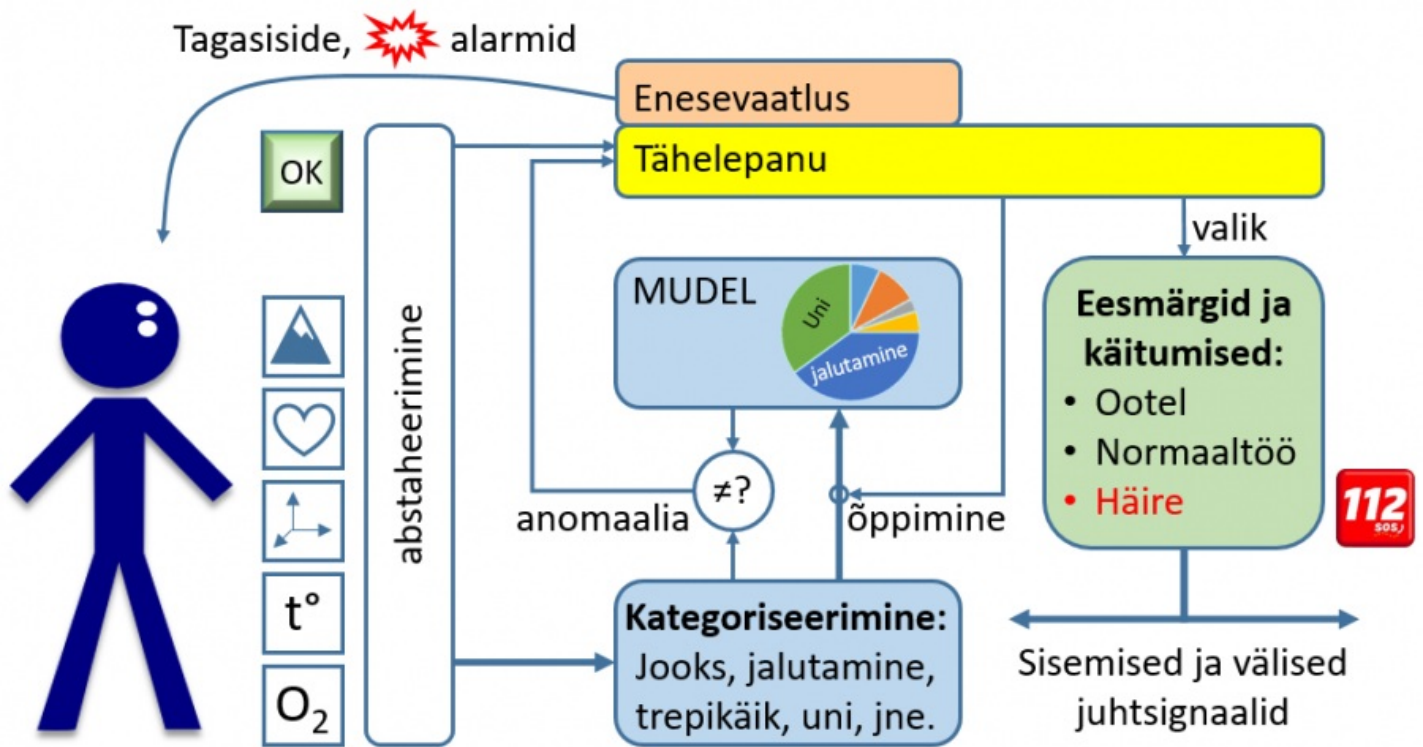 Tagasiside, alarmid
Enesevaatlus
Tähelepanu
OK
valik
abstaheerimine
MUDEL
Uni
jalutamine
Eesmärgid ja
käitumised:
• Ootel
• Normaaltöö
• Häire
112
SOS
≠?
anomaalia
õppimine
t°
O₂
Kategoriseerimine:
Jooks, jalutamine,
trepikäik, uni, jne.
Sisemised ja välised
juhtsignaalid